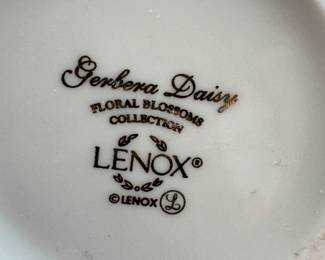 Gerbera Daisy
FLORAL BLOSSOMS
COLLECTION
LENOX®
©LENOX Ⓛ